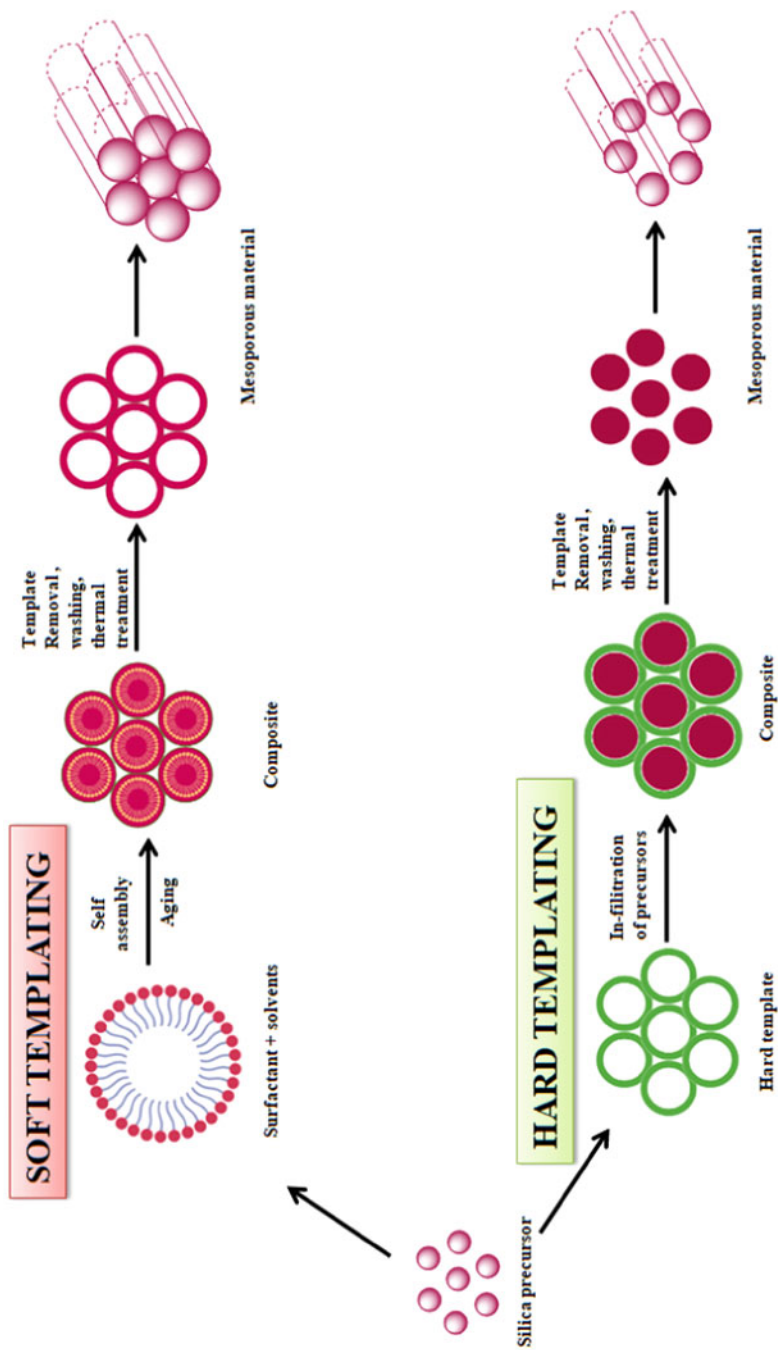 SOFT TEMPLATING
Surfactant + solvents
Self
assembly
Aging
Composite
Template
Removal,
washing,
thermal
treatment
Mesoporous material
Silica precursor
HARD TEMPLATING
Hard template
In-filitration
of precursors
Composite
Template
Removal,
washing,
thermal
treatment
Mesoporous material